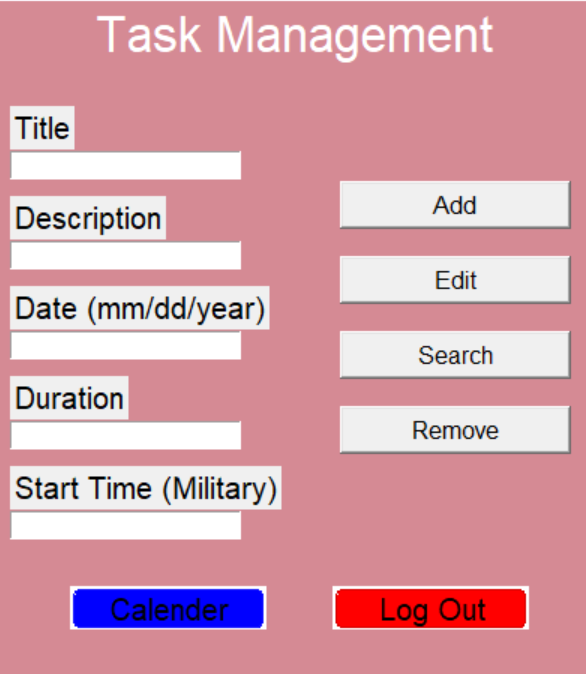 Task Management
Title
Description
Date (mm/dd/year)
Duration
Start Time (Military)
Add
Edit
Search
Remove
Calender
Log Out